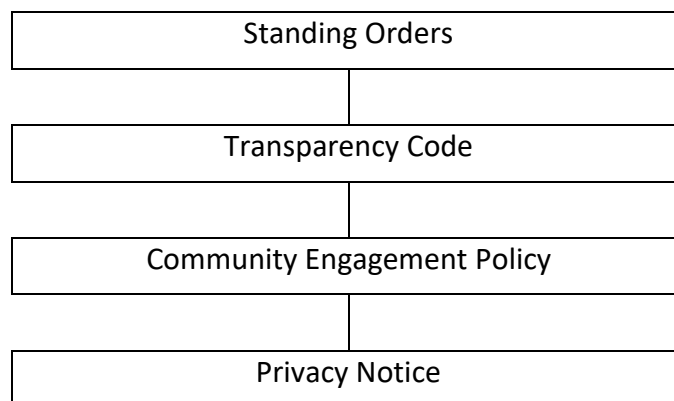 Standing Orders
Transparency Code
Community Engagement Policy
Privacy Notice